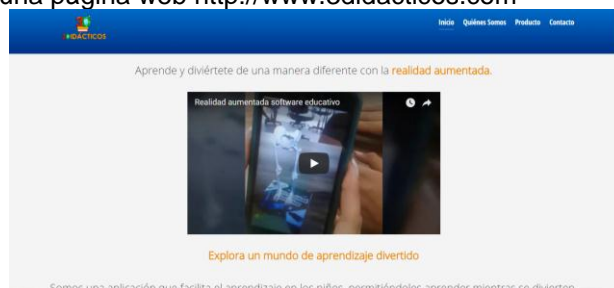 una página web http://www.3didacticos.com
Inicio Quiénes Somos Producto Contacto
DIDÁCTICOS
Aprende y diviértete de una manera diferente con la realidad aumentada.
Realidad aumentada software educativo
Explora un mundo de aprendizaje divertido
Somos una aplicación que facilita el aprendizaje en los niños, permitiéndoles aprender mientras se divierten